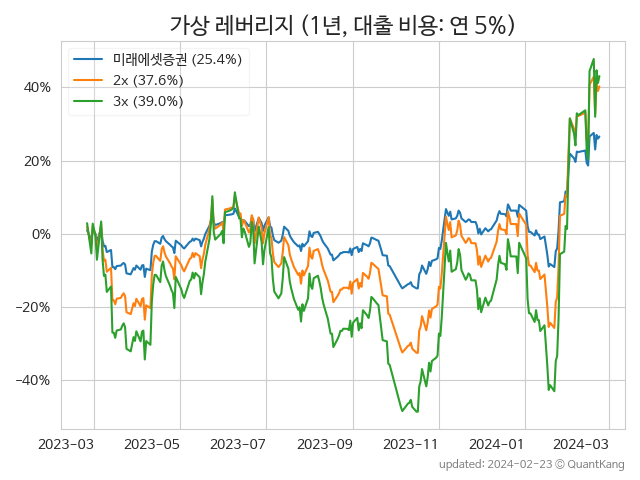 가상 레버리지 (1년, 대출 비용: 연 5%)
미래에셋증권 (25.4%)
2x (37.6%)
3x (39.0%)
40%
20%
0%
−20%
−40%
2023-03 2023-05 2023-07 2023-09 2023-11 2024-01 2024-03
updated: 2024-02-23 © QuantKang